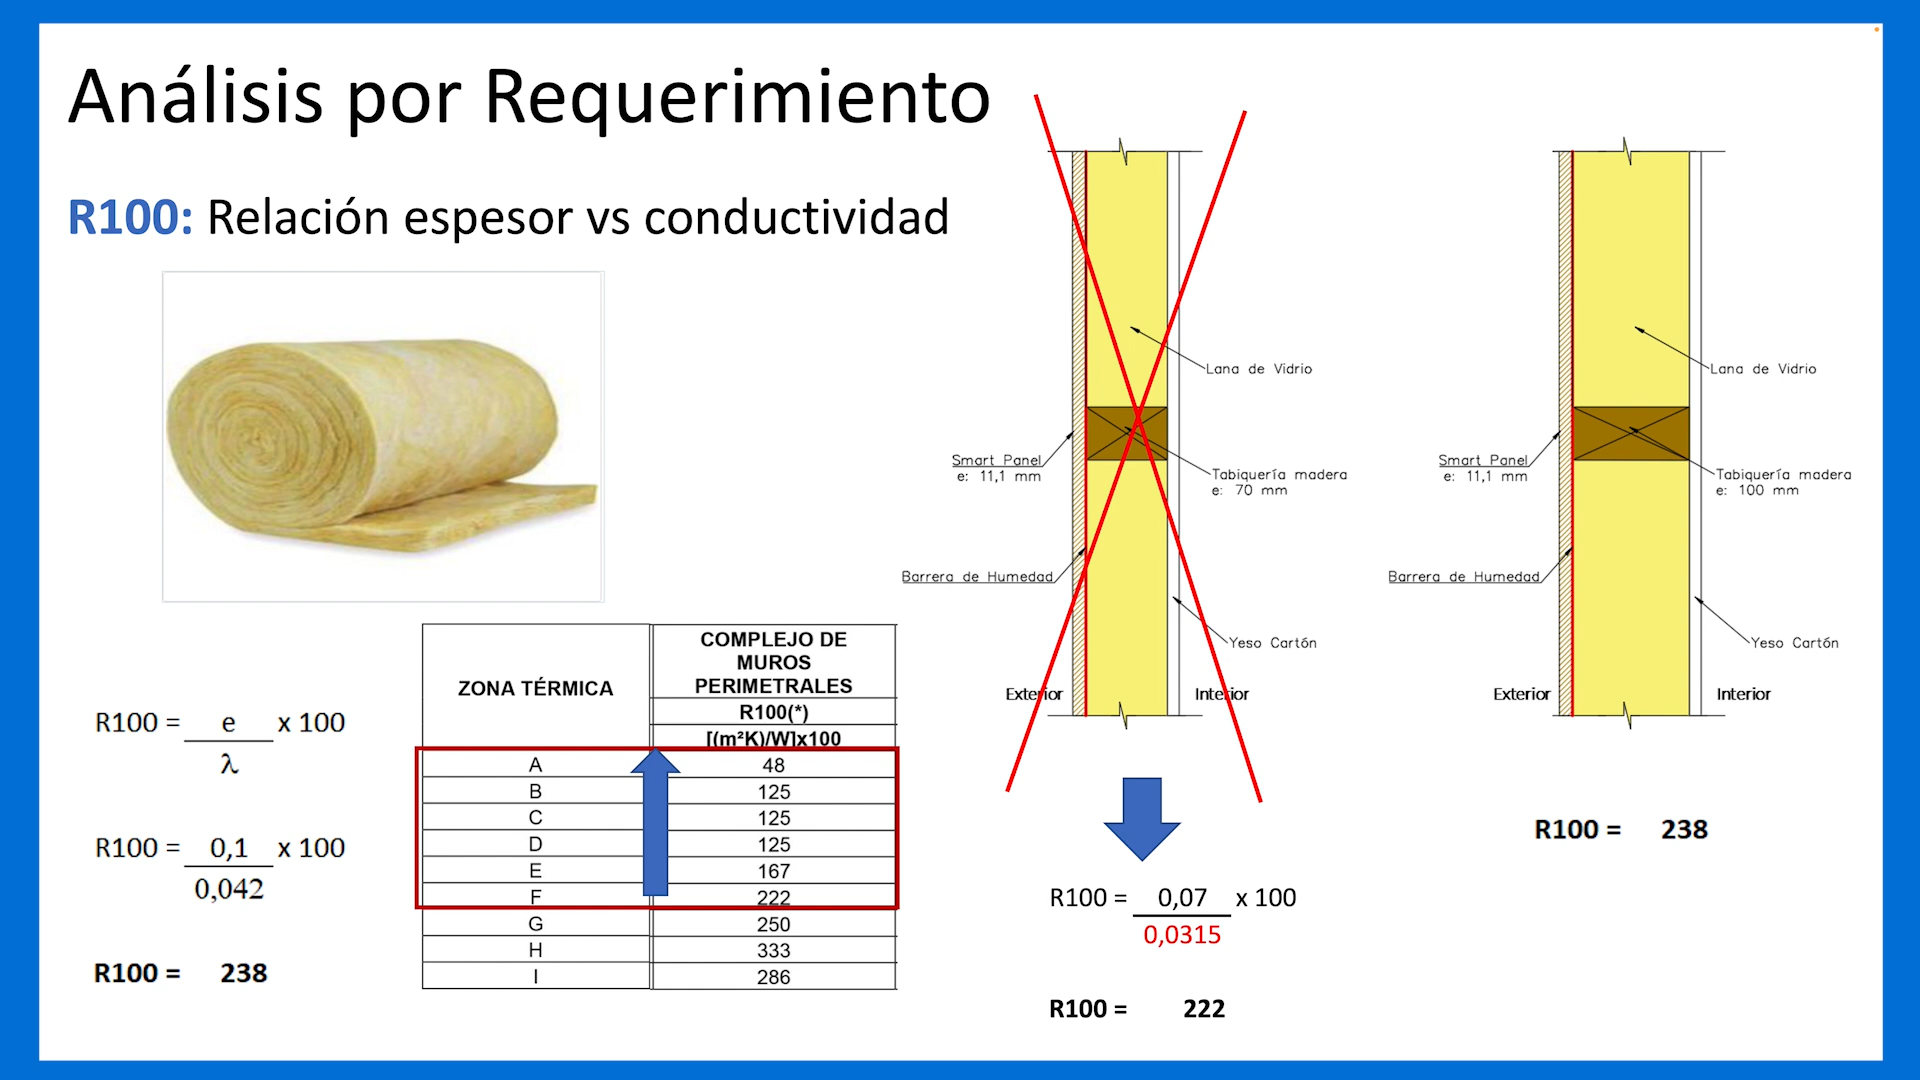 Análisis por Requerimiento
R100: Relación espesor vs conductividad
R100 = e x 100
λ
R100 = 0,1 x 100
0,042
R100 = 238
ZONA TÉRMICA
COMPLEJO DE
MUROS
PERIMETRALES
R100(*)
[(m²K)/W]x100
A 48
B 125
C 125
D 125
E 167
F 222
G 250
H 333
I 286
Lana de Vidrio
Smart Panel
e: 11,1 mm
Tabiquería madera
e: 70 mm
Barrera de Humedad
Yeso Cartón
Exterior
Interior
R100 = 0,07 x 100
0,0315
R100 = 222
Lana de Vidrio
Smart Panel
e: 11,1 mm
Tabiquería madera
e: 100 mm
Barrera de Humedad
Yeso Cartón
Exterior
Interior
R100 = 238